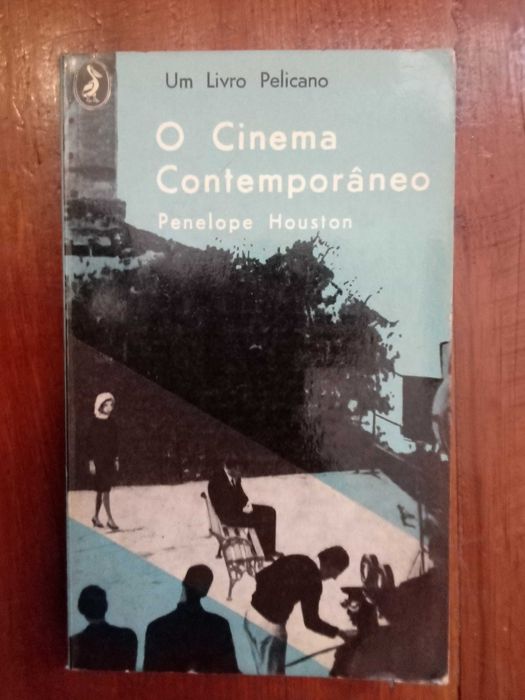 Um Livro Pelicano
O Cinema
Contemporâneo
Penelope Houston